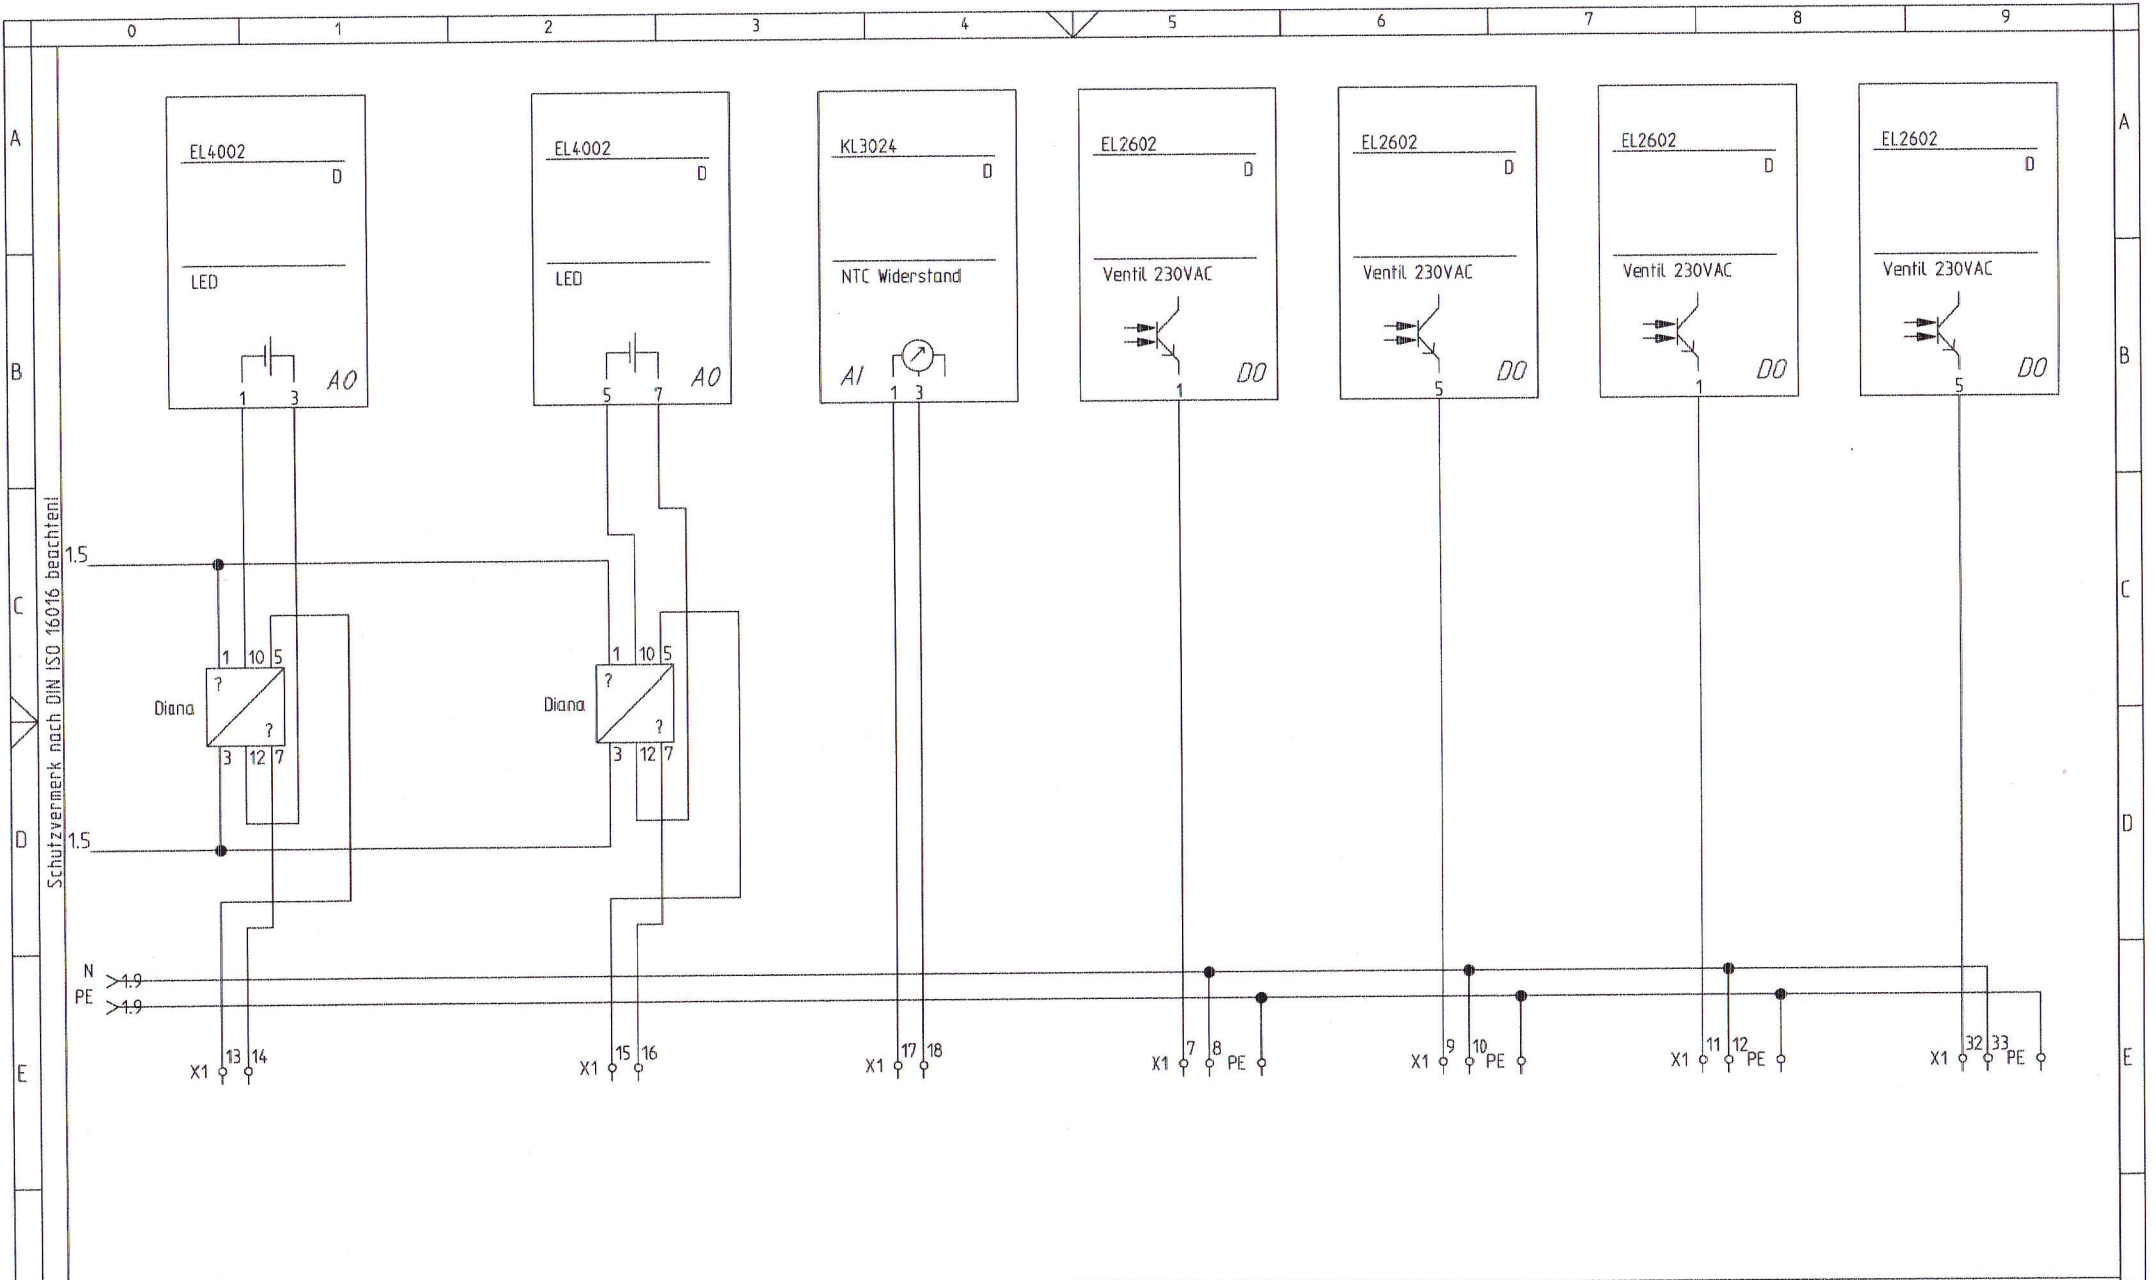 0 1 2 3 4 5 6 7 8 9
A A
EL4002 EL4002 KL3024 EL2602 EL2602 EL2602 EL2602
D D D D D D D
LED LED NTC Widerstand Ventil 230VAC Ventil 230VAC Ventil 230VAC Ventil 230VAC
B AO AO AI DO DO DO DO B
1 3 5 7 1 3 1 5 1 5
Schutzvermerk nach DIN ISO 16016 beachten!
1.5
C C
1 10 5 1 10 5
? ?
Diana Diana
? ?
3 12 7 3 12 7
D D
1.5
N 1.9
PE 1.9
X1 13 14 X1 15 16 X1 17 18 X1 7 8 PE X1 9 10 PE X1 11 12 PE X1 32 33 PE
E E